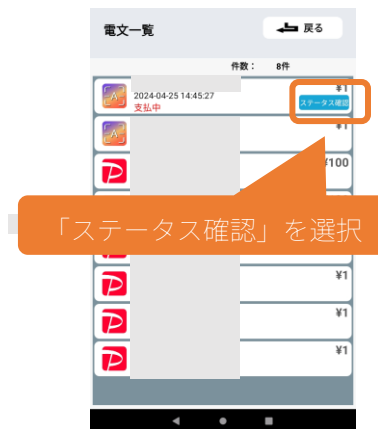 電文一覧
戻る
件数： 8件
¥1
2024-04-25 14:45:27
ステータス確認
支払中
¥1
¥100
「ステータス確認」を選択
¥1
¥1
¥1